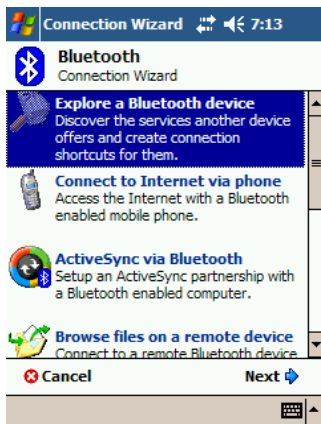 Connection Wizard 7:13
Bluetooth
Connection Wizard
Explore a Bluetooth device
Discover the services another device
offers and create connection
shortcuts for them.
Connect to Internet via phone
Access the Internet with a Bluetooth
enabled mobile phone.
ActiveSync via Bluetooth
Setup an ActiveSync partnership with
a Bluetooth enabled computer.
Browse files on a remote device
Connect to a remote Bluetooth device
Cancel Next